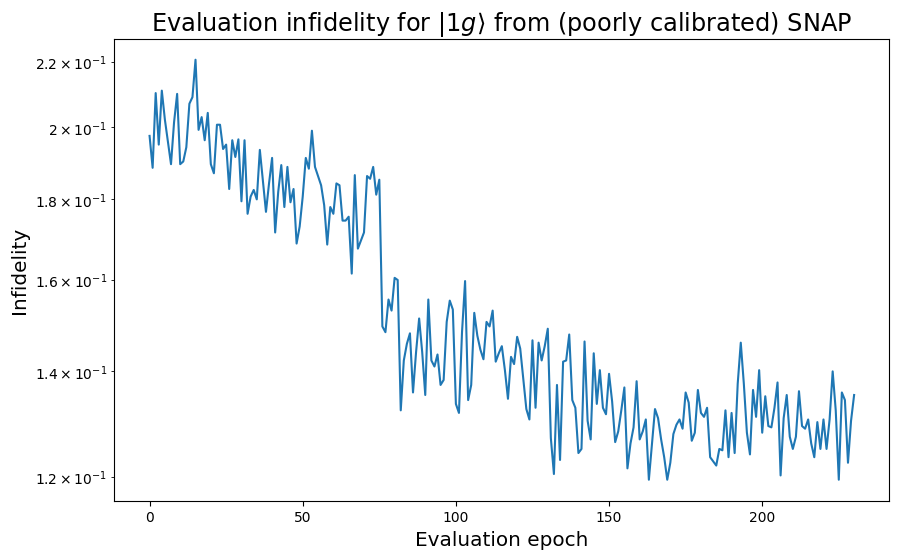 Evaluation infidelity for |1g⟩ from (poorly calibrated) SNAP
2.2 × 10⁻¹
2 × 10⁻¹
1.8 × 10⁻¹
1.6 × 10⁻¹
1.4 × 10⁻¹
1.2 × 10⁻¹
Infidelity
0 50 100 150 200
Evaluation epoch